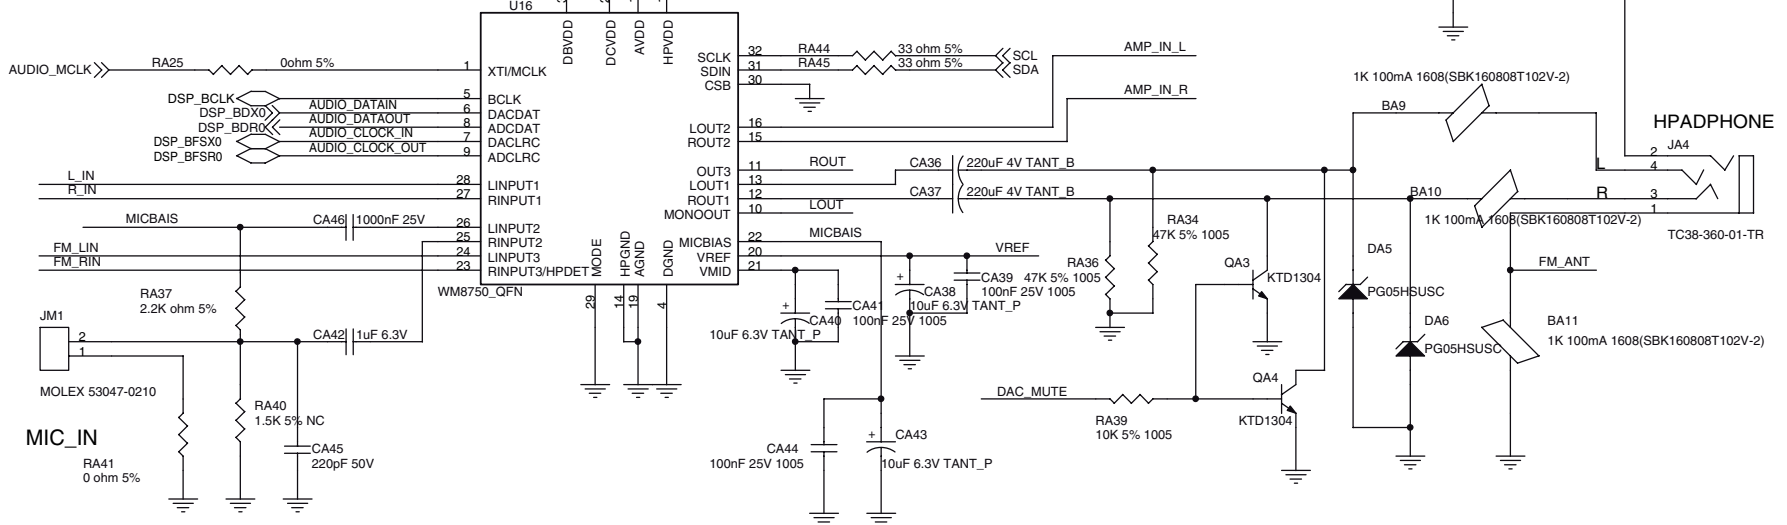 U16
DBVDD
DCVDD
AVDD
HPVDD
AUDIO_MCLK
RA25
0ohm 5%
1
XTI/MCLK
DSP_BCLK
5
BCLK
DSP_BDX0
AUDIO_DATAIN
6
DACDAT
DSP_BDR0
AUDIO_DATAOUT
8
ADCDAT
DSP_BFSX0
AUDIO_CLOCK_IN
7
DACLRC
DSP_BFSR0
AUDIO_CLOCK_OUT
9
ADCLRC
L_IN
28
LINPUT1
R_IN
27
RINPUT1
MICBAIS
CA46
1000nF 25V
26
LINPUT2
25
RINPUT2
FM_LIN
24
LINPUT3
FM_RIN
23
RINPUT3/HPDET
WM8750_QFN
MODE
HPGND
AGND
DGND
29
14
19
4
SCLK
32
RA44
33 ohm 5%
SCL
SDIN
31
RA45
33 ohm 5%
SDA
CSB
30
AMP_IN_L
AMP_IN_R
LOUT2
16
ROUT2
15
OUT3
11
ROUT
LOUT1
13
CA36
220uF 4V TANT_B
ROUT1
12
CA37
220uF 4V TANT_B
MONOOUT
10
LOUT
MICBIAS
22
MICBAIS
VREF
20
VREF
VMID
21
RA37
2.2K ohm 5%
JM1
2
1
CA42
1uF 6.3V
MOLEX 53047-0210
MIC_IN
RA41
0 ohm 5%
RA40
1.5K 5% NC
CA45
220pF 50V
CA41
100nF 25V 1005
CA40
10uF 6.3V TANT_P
+
CA38
10uF 6.3V TANT_P
+
CA39
100nF 25V 1005
CA44
100nF 25V 1005
+
CA43
10uF 6.3V TANT_P
RA34
47K 5% 1005
RA36
47K 5% 1005
QA3
KTD1304
DAC_MUTE
RA39
10K 5% 1005
QA4
KTD1304
DA5
PG05HSUSC
DA6
PG05HSUSC
1K 100mA 1608(SBK160808T102V-2)
BA9
BA10
1K 100mA 1608(SBK160808T102V-2)
HPADPHONE
JA4
2
L
4
R
3
1
TC38-360-01-TR
FM_ANT
BA11
1K 100mA 1608(SBK160808T102V-2)